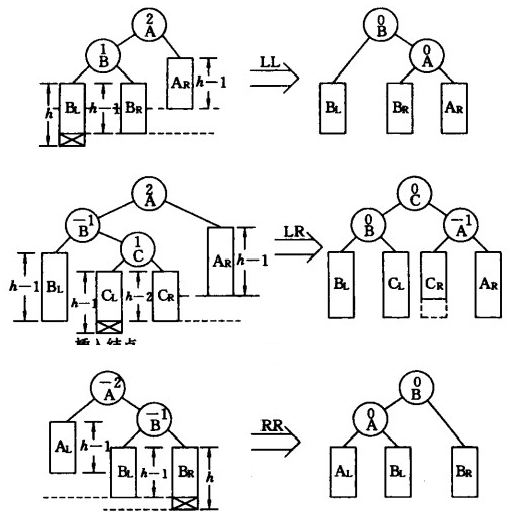 2 A 0 B
1 B LL 0 A
h BL h-1 BR AR h-1 BL BR AR
2 A 0 C
-1 B 1 C LR 0 B -1 A
h-1 BL h-1 CL h-2 CR AR h-1 BL CL CR AR
-2 A 0 B
-1 B RR 0 A
AL h-1 BL h-1 BR h AL BL BR